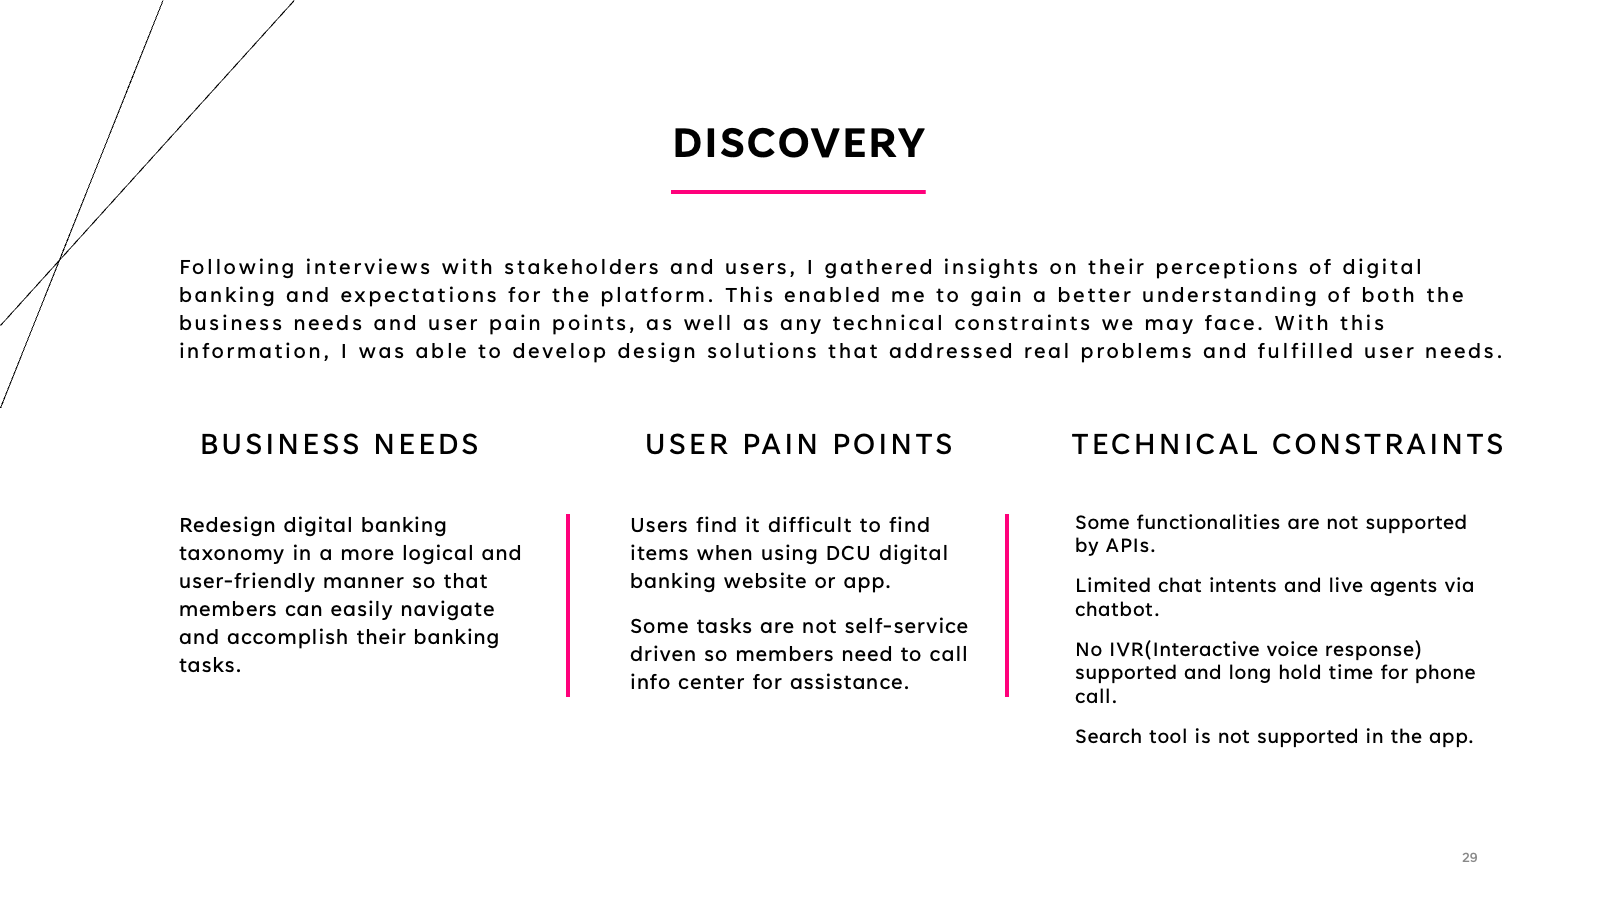 DISCOVERY
Following interviews with stakeholders and users, I gathered insights on their perceptions of digital
banking and expectations for the platform. This enabled me to gain a better understanding of both the
business needs and user pain points, as well as any technical constraints we may face. With this
information, I was able to develop design solutions that addressed real problems and fulfilled user needs.
BUSINESS NEEDS
Redesign digital banking
taxonomy in a more logical and
user-friendly manner so that
members can easily navigate
and accomplish their banking
tasks.
USER PAIN POINTS
Users find it difficult to find
items when using DCU digital
banking website or app.
Some tasks are not self-service
driven so members need to call
info center for assistance.
TECHNICAL CONSTRAINTS
Some functionalities are not supported
by APIs.
Limited chat intents and live agents via
chatbot.
No IVR(Interactive voice response)
supported and long hold time for phone
call.
Search tool is not supported in the app.
29